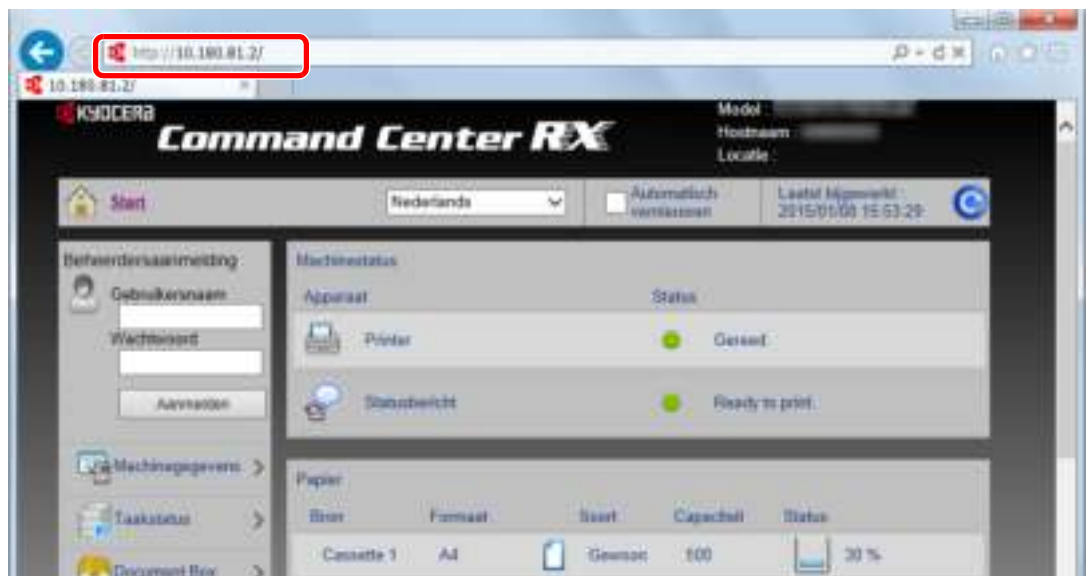 http://10.180.81.2/
10.180.81.2/
KYOCERA
Command Center RX
Model :
Hostnaam :
Locatie :
Start
Nederlands
Automatisch
vernieuwen
Laatst bijgewerkt :
2015/01/08 15:53:29
Beheerdersaanmelding
Gebruikersnaam
Wachtwoord
Aanmelden
Machinegegevens
Taakstatus
Document Box
Machinestatus
Apparaat Status
Printer Gereed.
Statusbericht Ready to print.
Papier
Bron Formaat Soort Capaciteit Status
Cassette 1 A4 Gewoon 500 30 %